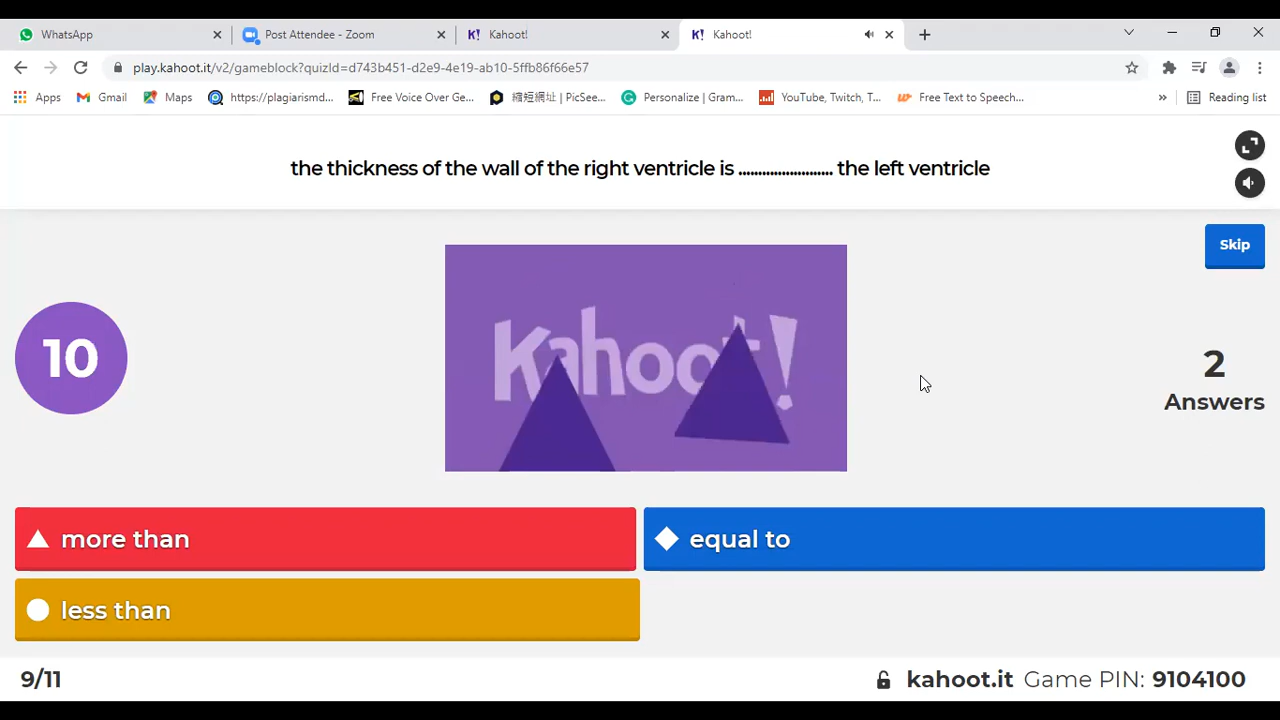 WhatsApp
Post Attendee - Zoom
K! Kahoot!
K! Kahoot!
play.kahoot.it/v2/gameblock?quizId=d743b451-d2e9-4e19-ab10-5ffb86f66e57
Apps
Gmail
Maps
https://plagiarismd...
Free Voice Over Ge...
縮短網址 | PicSee...
Personalize | Gram...
YouTube, Twitch, T...
Free Text to Speech...
»
Reading list
the thickness of the wall of the right ventricle is ....................... the left ventricle
Skip
10
Kahoot!
2
Answers
more than
equal to
less than
9/11
kahoot.it Game PIN: 9104100